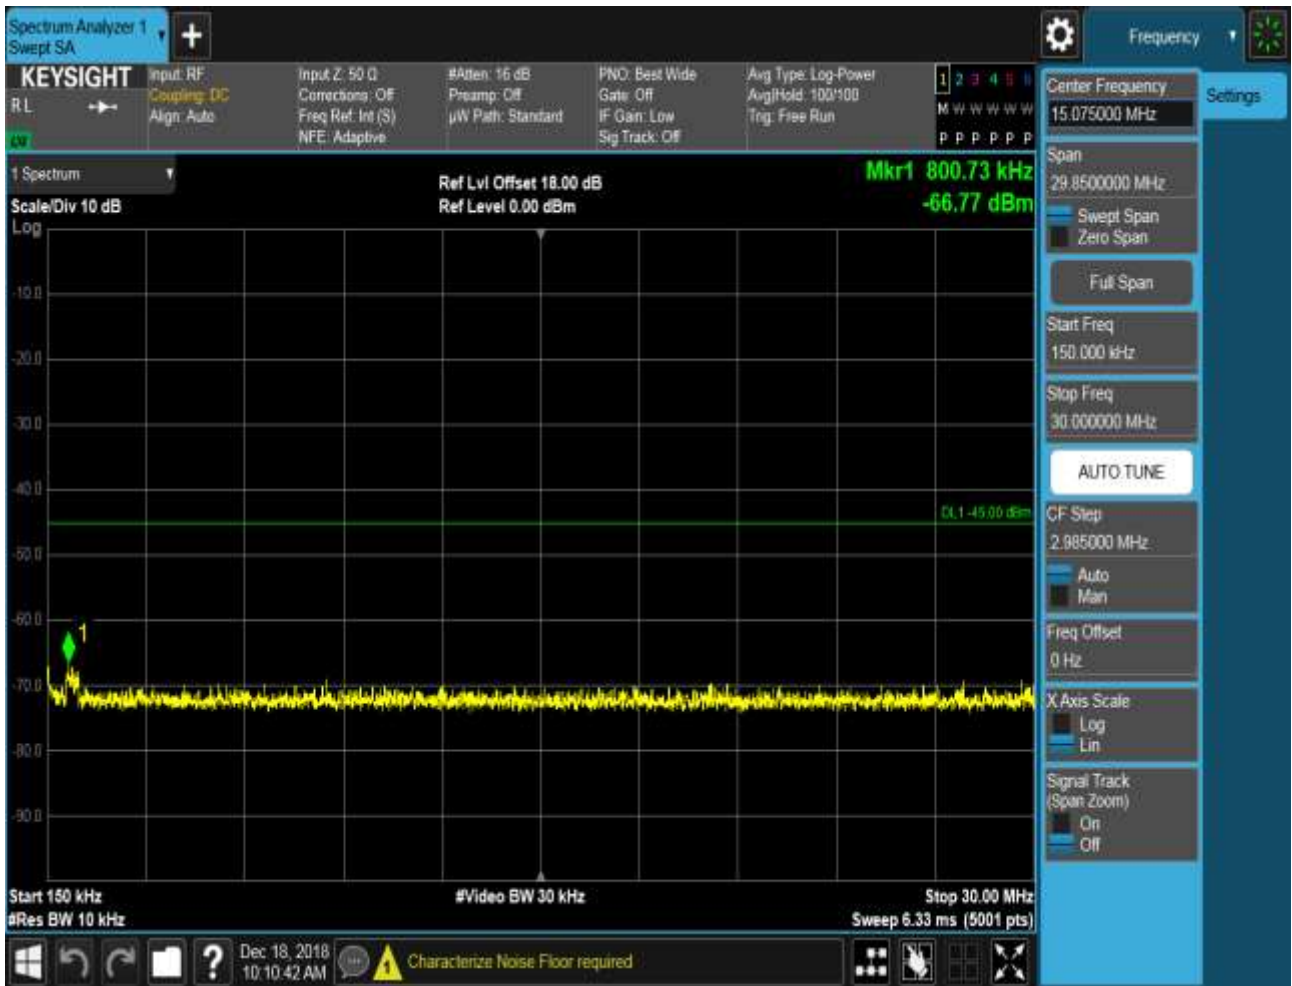 Spectrum Analyzer 1
Swept SA
Frequency
KEYSIGHT
R L
Input: RF
Coupling: DC
Align: Auto
Input Z: 50 Ω
Corrections: Off
Freq Ref: Int (S)
NFE: Adaptive
#Atten: 16 dB
Preamp: Off
µW Path: Standard
PNO: Best Wide
Gate: Off
IF Gain: Low
Sig Track: Off
Avg Type: Log-Power
Avg|Hold: 100/100
Trig: Free Run
1 2 3 4 5 6
M W W W W W
P P P P P P
1 Spectrum
Scale/Div 10 dB
Log
Ref Lvl Offset 18.00 dB
Ref Level 0.00 dBm
Mkr1 800.73 kHz
-66.77 dBm
-10.0
-20.0
-30.0
-40.0
-50.0
-60.0
-70.0
-80.0
-90.0
DL1 -45.00 dBm
1
Start 150 kHz
#Res BW 10 kHz
#Video BW 30 kHz
Stop 30.00 MHz
Sweep 6.33 ms (5001 pts)
Center Frequency
15.075000 MHz
Settings
Span
29.8500000 MHz
Swept Span
Zero Span
Full Span
Start Freq
150.000 kHz
Stop Freq
30.000000 MHz
AUTO TUNE
CF Step
2.985000 MHz
Auto
Man
Freq Offset
0 Hz
X Axis Scale
Log
Lin
Signal Track
(Span Zoom)
On
Off
?
Dec 18, 2018
10:10:42 AM
1
Characterize Noise Floor required